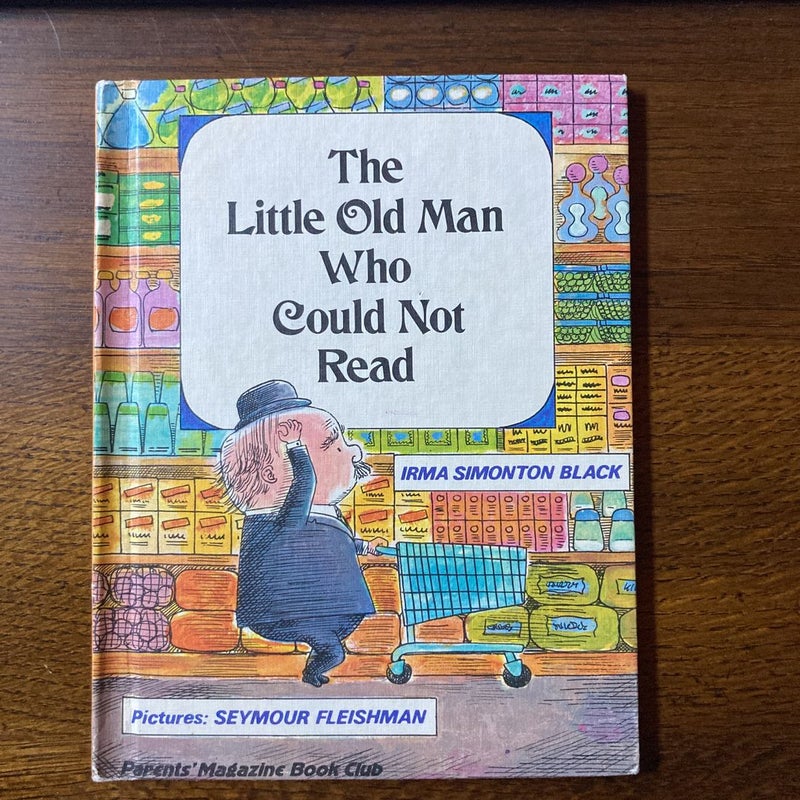 The
Little Old Man
Who
Could Not
Read
IRMA SIMONTON BLACK
Pictures: SEYMOUR FLEISHMAN
Parents' Magazine Book Club